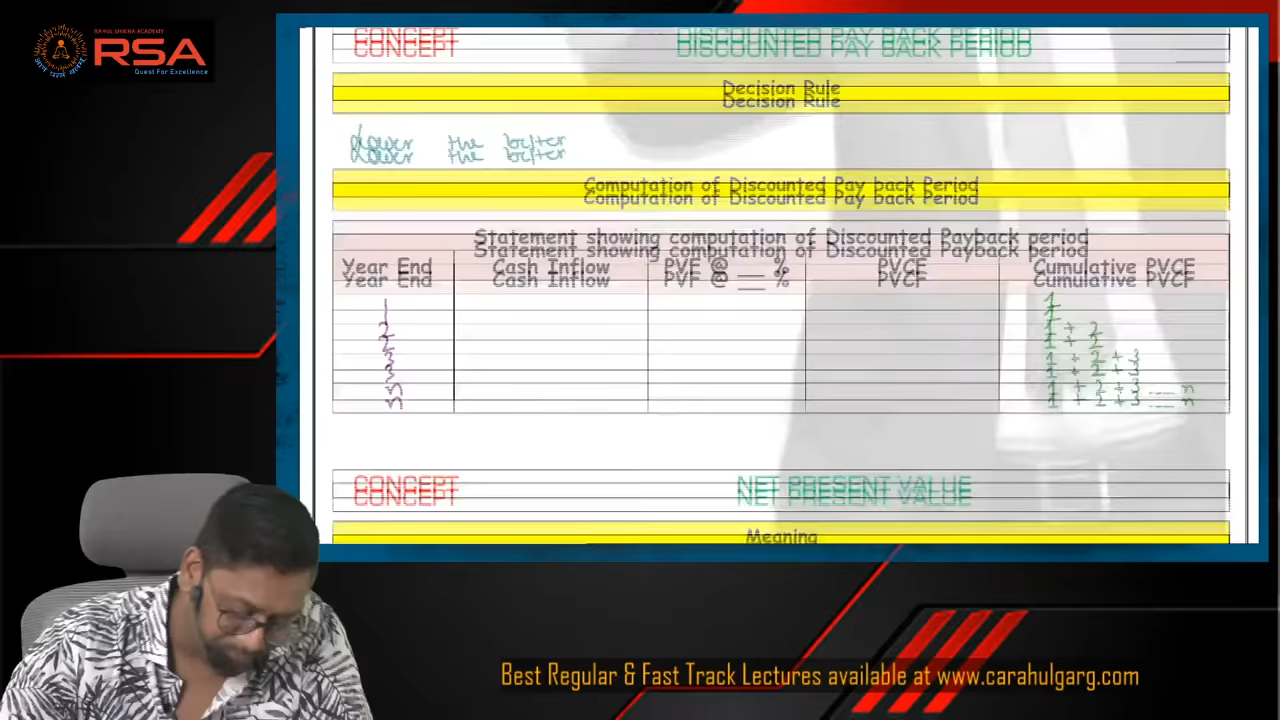 RAHUL SHARMA ACADEMY
RSA
Quest For Excellence
CONCEPT DISCOUNTED PAY BACK PERIOD
Decision Rule
Lower the better
Computation of Discounted Pay back Period
Statement showing computation of Discounted Payback period
Year End Cash Inflow PVF @ __ % PVCF Cumulative PVCF
1 1
2 1 + 2
3 1 + 2 + 3
n 1 + 2 + 3 ---- n
CONCEPT NET PRESENT VALUE
Meaning
Best Regular & Fast Track Lectures available at www.carahulgarg.com